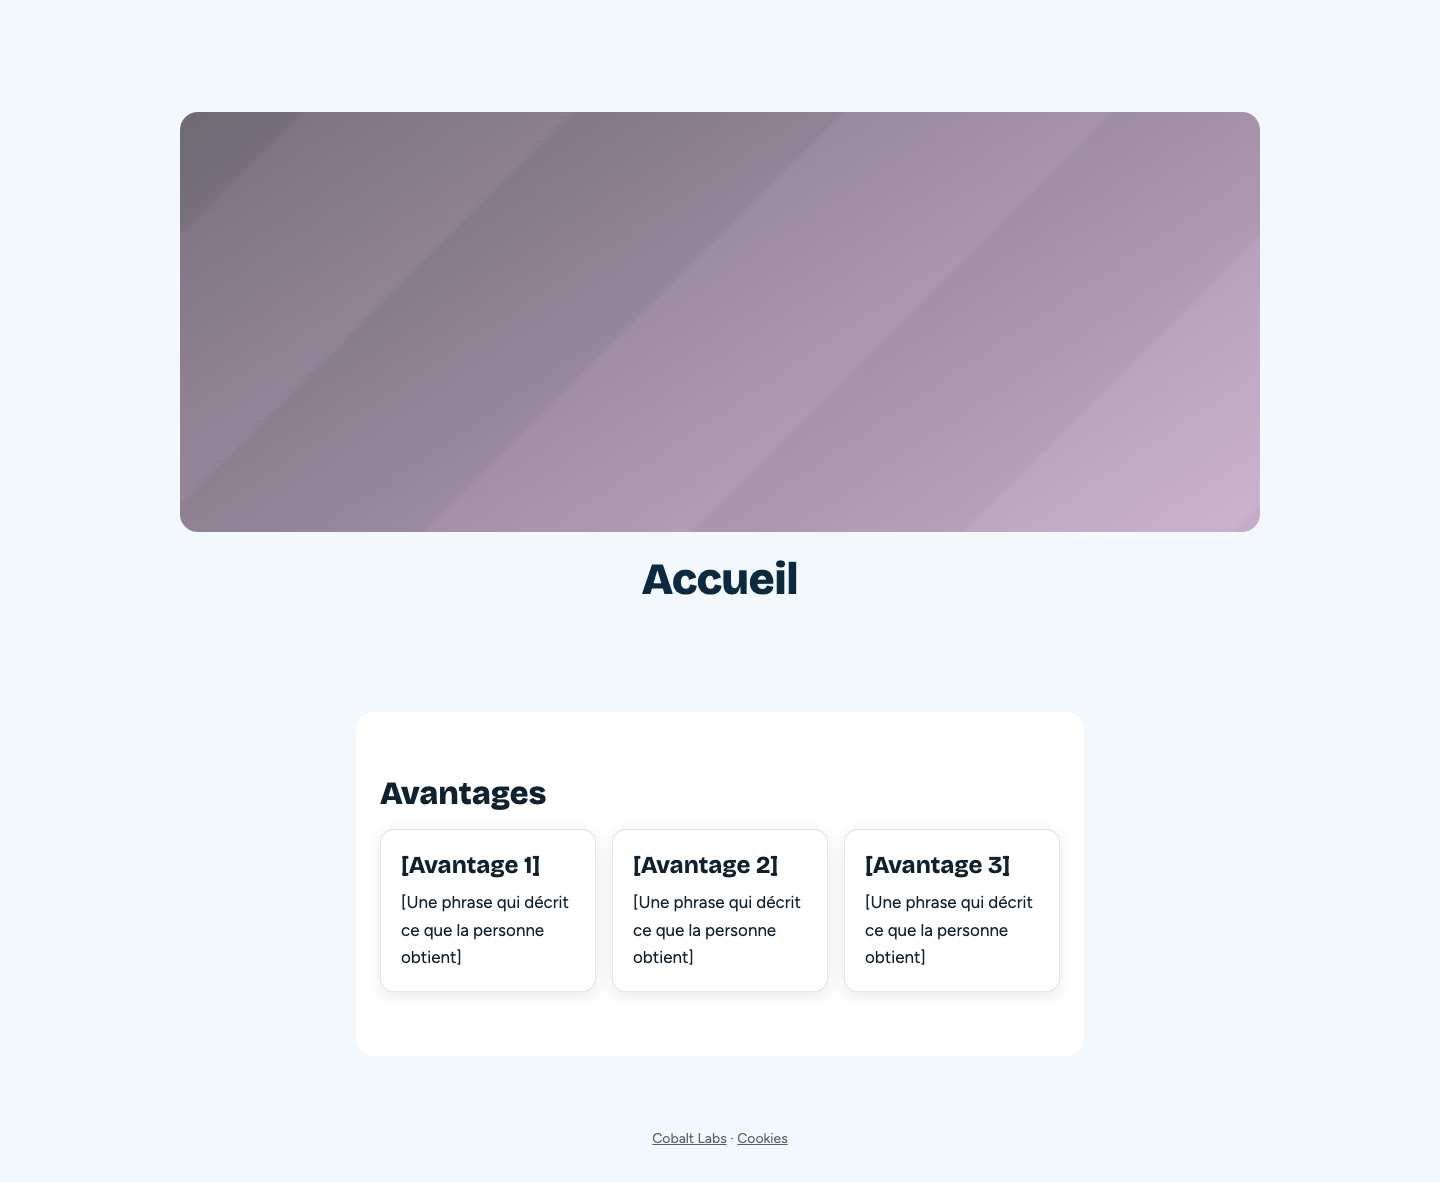 Accueil
Avantages
[Avantage 1]
[Une phrase qui décrit
ce que la personne
obtient]
[Avantage 2]
[Une phrase qui décrit
ce que la personne
obtient]
[Avantage 3]
[Une phrase qui décrit
ce que la personne
obtient]
Cobalt Labs · Cookies